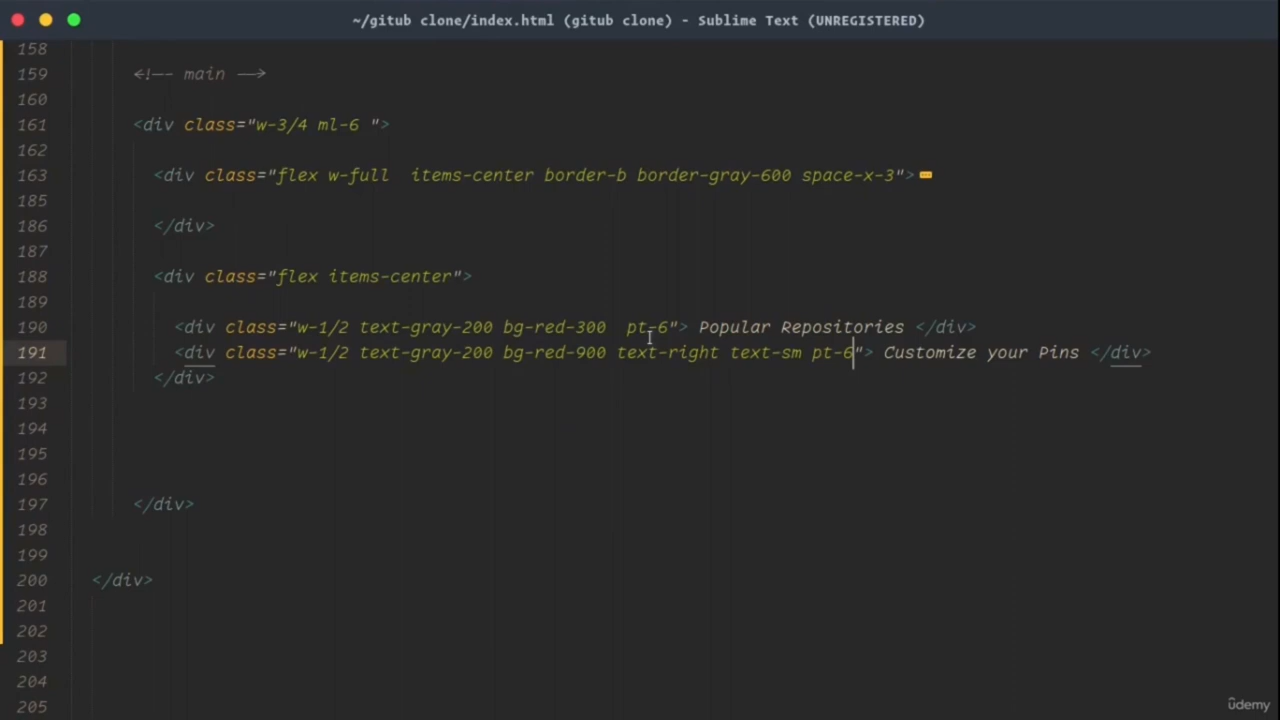 ~/gitub clone/index.html (gitub clone) - Sublime Text (UNREGISTERED)
158
159 <!-- main -->
160
161 <div class="w-3/4 ml-6 ">
162
163 <div class="flex w-full  items-center border-b border-gray-600 space-x-3">
185
186 </div>
187
188 <div class="flex items-center">
189
190 <div class="w-1/2 text-gray-200 bg-red-300  pt-6"> Popular Repositories </div>
191 <div class="w-1/2 text-gray-200 bg-red-900 text-right text-sm pt-6"> Customize your Pins </div>
192 </div>
193
194
195
196
197 </div>
198
199
200 </div>
201
202
203
204
205
ûdemy